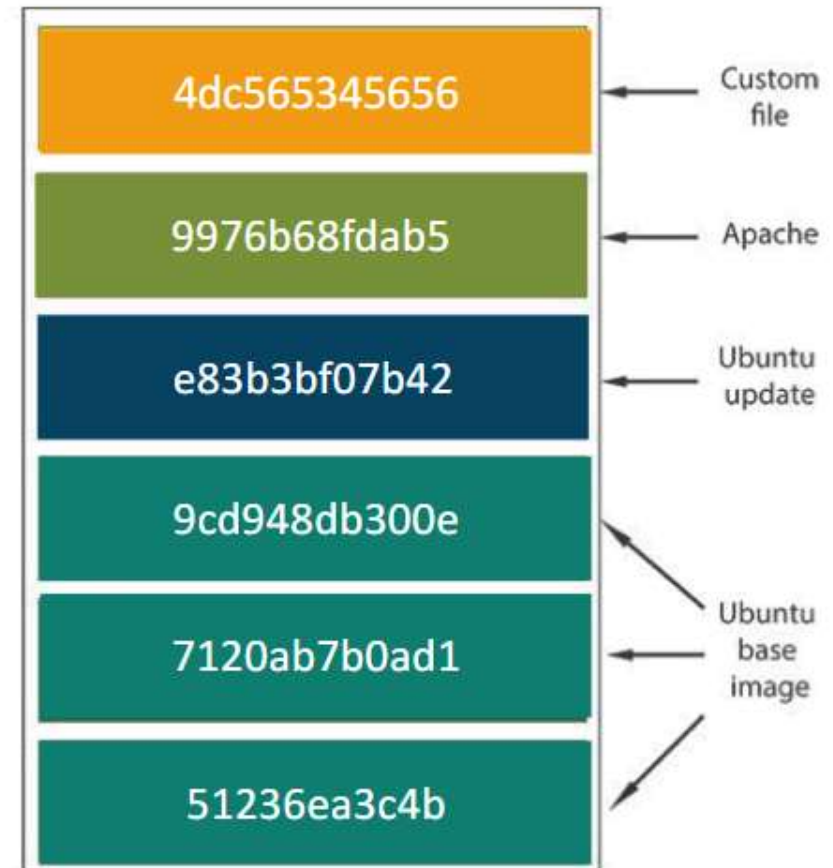 4dc565345656
Custom
file
9976b68fdab5
Apache
e83b3bf07b42
Ubuntu
update
9cd948db300e
7120ab7b0ad1
Ubuntu
base
image
51236ea3c4b